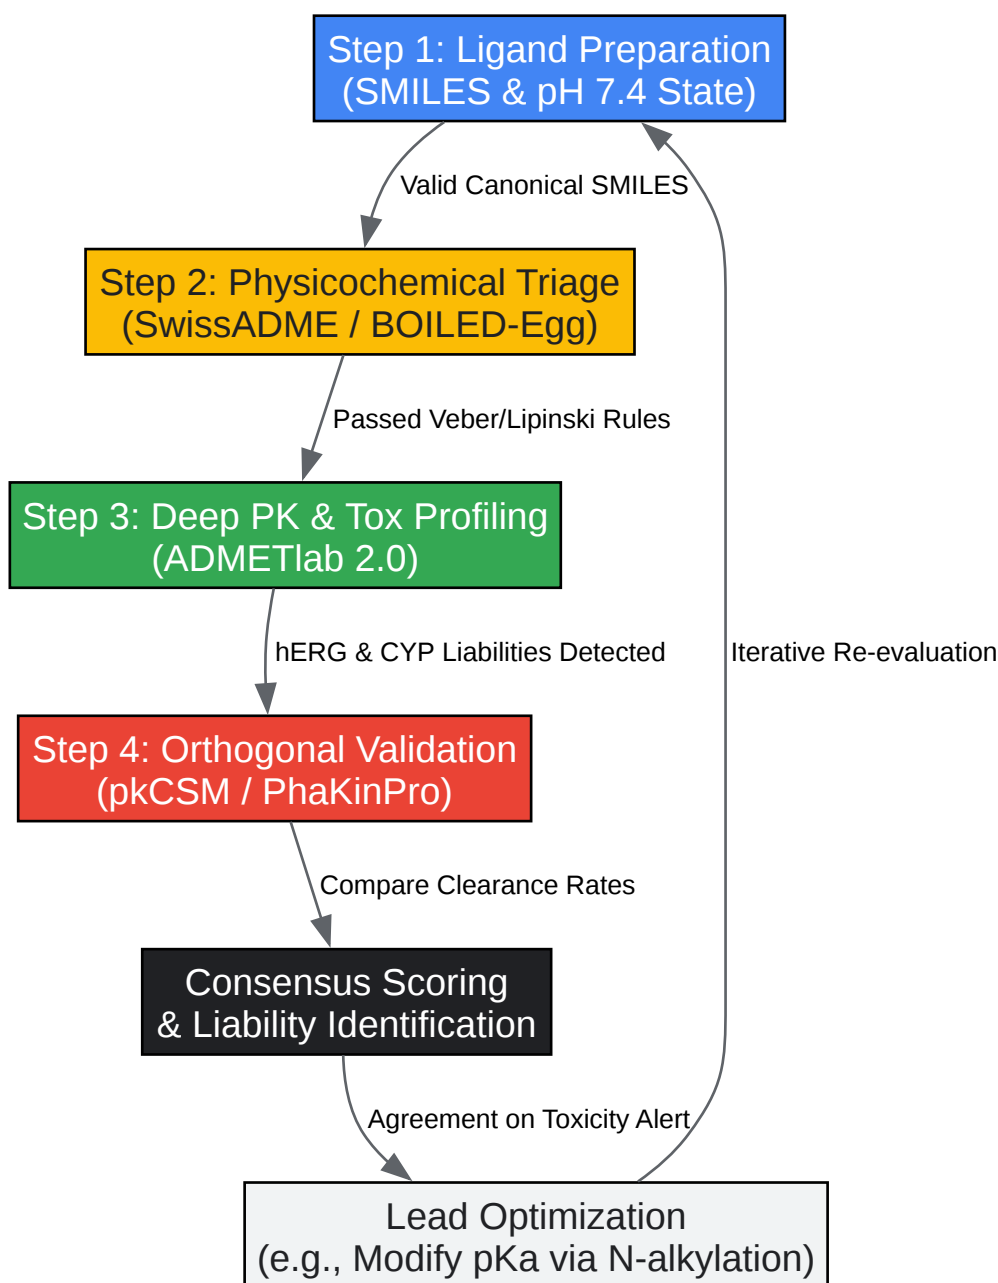 Step 1: Ligand Preparation
(SMILES & pH 7.4 State)
Valid Canonical SMILES
Step 2: Physicochemical Triage
(SwissADME / BOILED-Egg)
Passed Veber/Lipinski Rules
Step 3: Deep PK & Tox Profiling
(ADMETlab 2.0)
hERG & CYP Liabilities Detected
Iterative Re-evaluation
Step 4: Orthogonal Validation
(pkCSM / PhaKinPro)
Compare Clearance Rates
Consensus Scoring
& Liability Identification
Agreement on Toxicity Alert
Lead Optimization
(e.g., Modify pKa via N-alkylation)